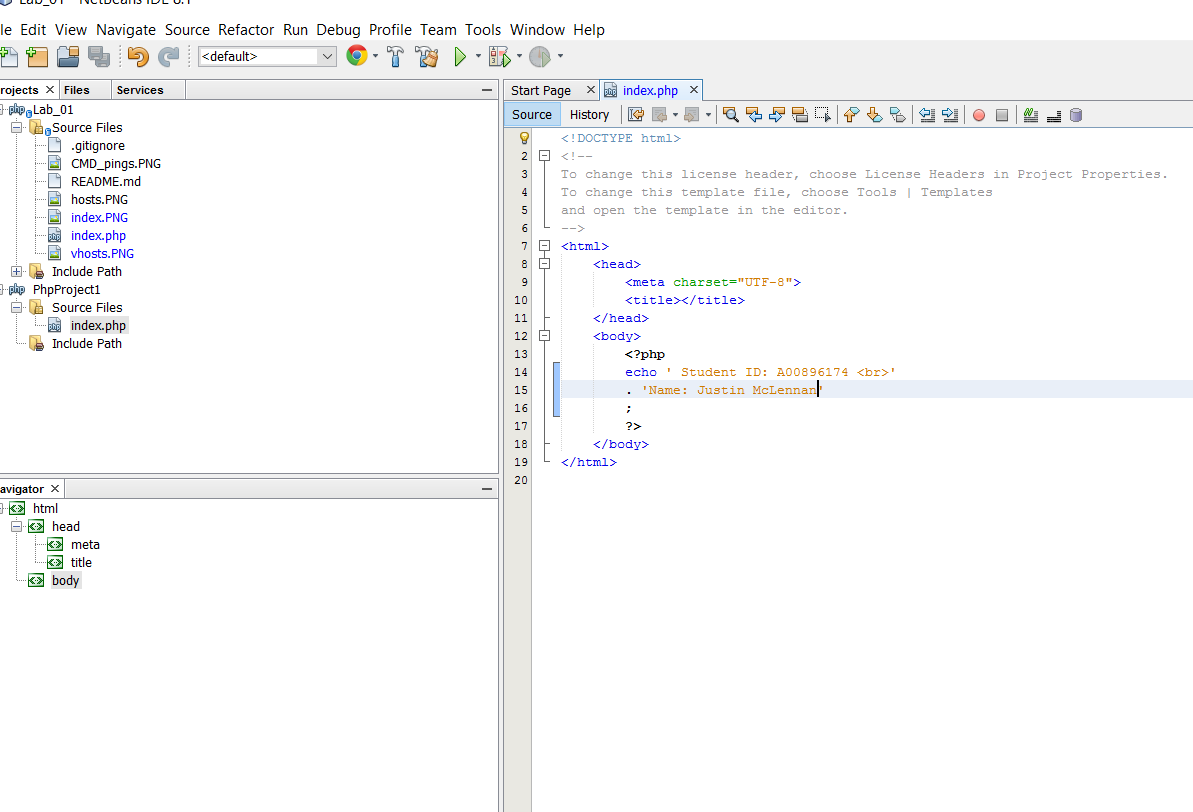 Lab_01 - NetBeans IDE 8.1
le Edit View Navigate Source Refactor Run Debug Profile Team Tools Window Help
<default>
rojects Files Services
php Lab_01
Source Files
.gitignore
CMD_pings.PNG
README.md
hosts.PNG
index.PNG
index.php
vhosts.PNG
Include Path
php PhpProject1
Source Files
index.php
Include Path
avigator
html
head
meta
title
body
Start Page index.php
Source History
<!DOCTYPE html>
2 <!--
3 To change this license header, choose License Headers in Project Properties.
4 To change this template file, choose Tools | Templates
5 and open the template in the editor.
6 -->
7 <html>
8 <head>
9 <meta charset="UTF-8">
10 <title></title>
11 </head>
12 <body>
13 <?php
14 echo ' Student ID: A00896174 <br>'
15 . 'Name: Justin McLennan'
16 ;
17 ?>
18 </body>
19 </html>
20